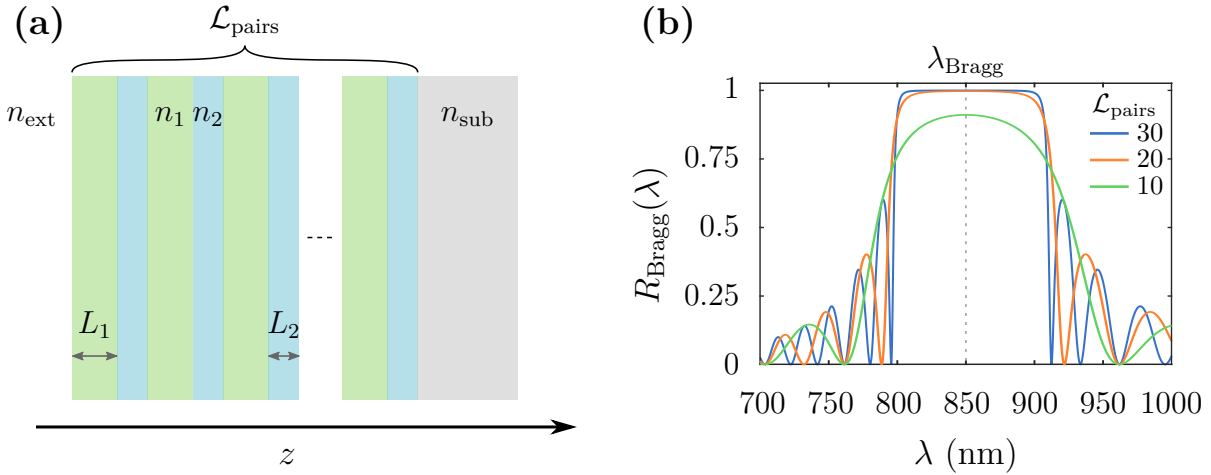 (a)
ℒpairs
next
n1 n2
nsub
L1
L2
z
(b)
λBragg
RBragg(λ)
1
0.75
0.5
0.25
0
700 750 800 850 900 950 1000
λ (nm)
ℒpairs
30
20
10